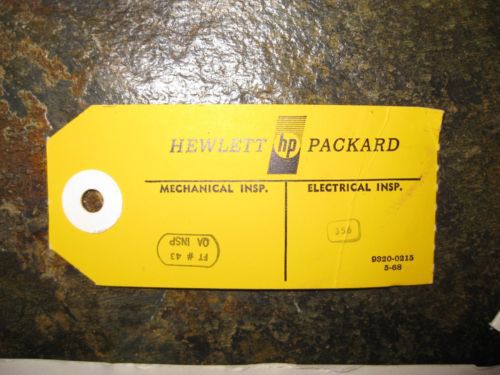 HEWLETT hp PACKARD
MECHANICAL INSP.
ELECTRICAL INSP.
FT # 43
QA INSP
356
9320-0215
5-68